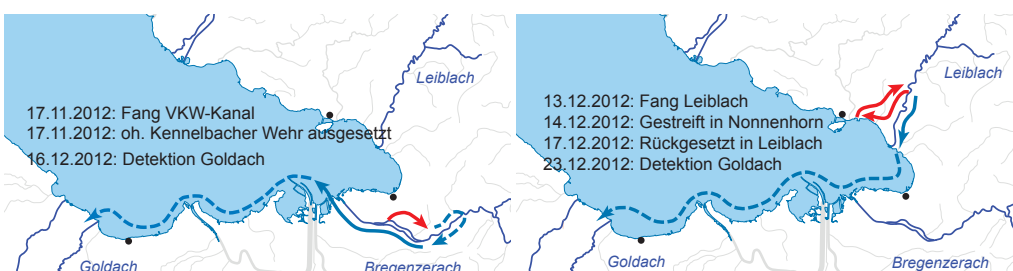 Leiblach
17.11.2012: Fang VKW-Kanal
17.11.2012: oh. Kennelbacher Wehr ausgesetzt
16.12.2012: Detektion Goldach
Goldach
Bregenzerach
Leiblach
13.12.2012: Fang Leiblach
14.12.2012: Gestreift in Nonnenhorn
17.12.2012: Rückgesetzt in Leiblach
23.12.2012: Detektion Goldach
Goldach
Bregenzerach